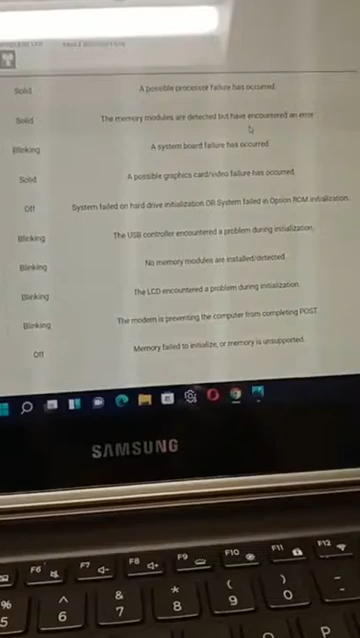 FAULT DESCRIPTION
Solid A possible processor failure has occurred.
Solid The memory modules are detected but have encountered an error
Blinking A system board failure has occurred
Solid A possible graphics card/video failure has occurred.
Off System failed on hard drive initialization OR System failed in Option ROM initialization.
Blinking The USB controller encountered a problem during initialization.
Blinking No memory modules are installed/detected.
Blinking The LCD encountered a problem during initialization.
Blinking The modem is preventing the computer from completing POST.
Off Memory failed to initialize, or memory is unsupported.
SAMSUNG
F6 F7 F8 F9 F10 F11 F12
% ^ & * ( ) -
5 6 7 8 9 0
P